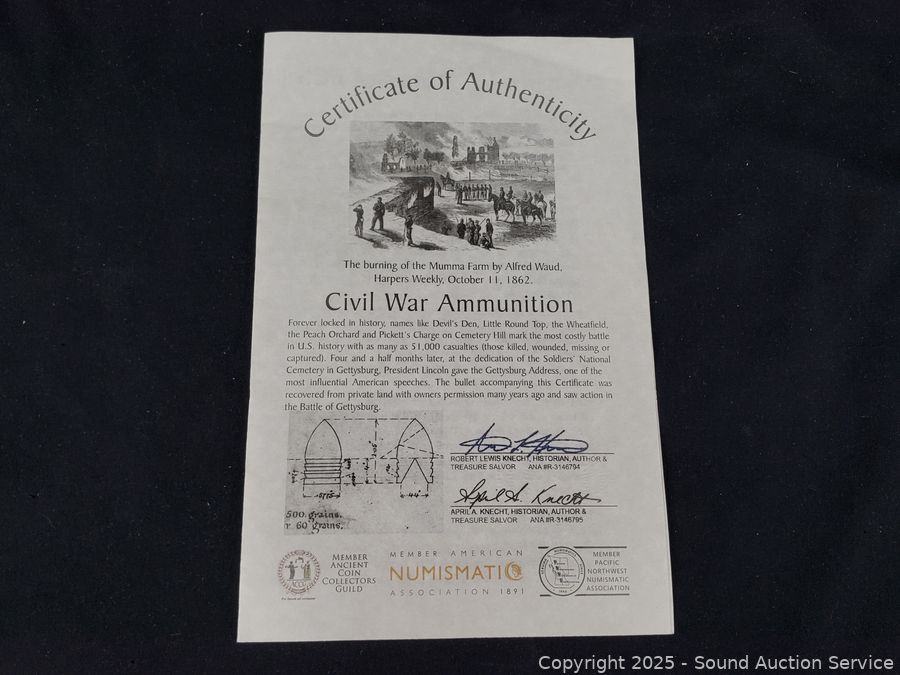 Certificate of Authenticity
The burning of the Mumma Farm by Alfred Waud,
Harpers Weekly, October 11, 1862.
Civil War Ammunition
Forever locked in history, names like Devil's Den, Little Round Top, the Wheatfield,
the Peach Orchard and Pickett's Charge on Cemetery Hill mark the most costly battle
in U.S. history with as many as 51,000 casualties (those killed, wounded, missing or
captured). Four and a half months later, at the dedication of the Soldiers' National
Cemetery in Gettysburg, President Lincoln gave the Gettysburg Address, one of the
most influential American speeches. The bullet accompanying this Certificate was
recovered from private land with owners permission many years ago and saw action in
the Battle of Gettysburg.
500 grains.
r 60 grains.
ROBERT LEWIS KNECHT, HISTORIAN, AUTHOR &
TREASURE SALVOR ANA #R-3146794
April A. Knecht
APRIL A. KNECHT, HISTORIAN, AUTHOR &
TREASURE SALVOR ANA #R-3146795
ACCG
MEMBER
ANCIENT
COIN
COLLECTORS
GUILD
MEMBER AMERICAN
NUMISMATIC
ASSOCIATION 1891
MEMBER
PACIFIC
NORTHWEST
NUMISMATIC
ASSOCIATION
Copyright 2025 - Sound Auction Service